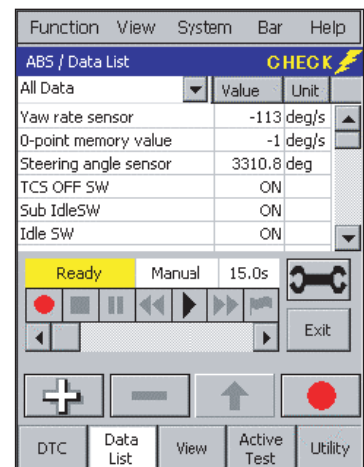 Function View System Bar Help
ABS / Data List CHECK
All Data Value Unit
Yaw rate sensor -113 deg/s
0-point memory value -1 deg/s
Steering angle sensor 3310.8 deg
TCS OFF SW ON
Sub IdleSW ON
Idle SW ON
Ready Manual 15.0s
Exit
DTC Data List View Active Test Utility